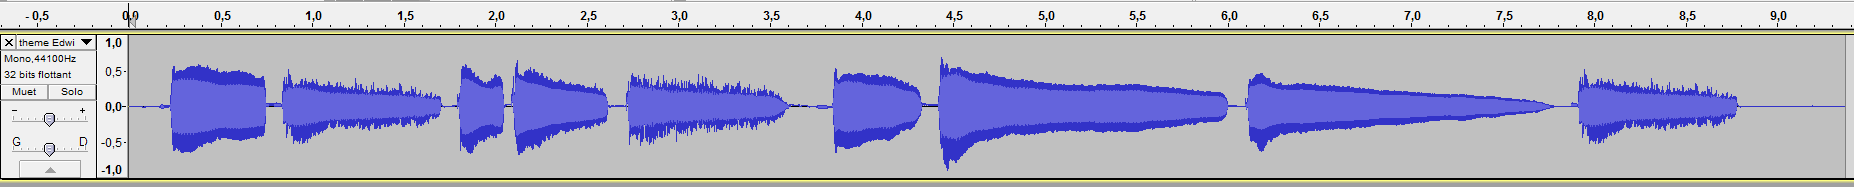 - 0,5 0,0 0,5 1,0 1,5 2,0 2,5 3,0 3,5 4,0 4,5 5,0 5,5 6,0 6,5 7,0 7,5 8,0 8,5 9,0
X theme Edwi 1,0
Mono,44100Hz
32 bits flottant 0,5-
Muet Solo
- + 0,0-
G D -0,5-
-1,0